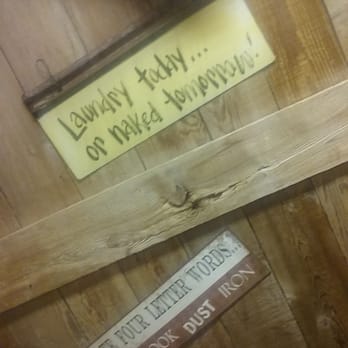 Laundry today...
or naked tomorrow!
FOUR LETTER WORDS...
DUST IRON